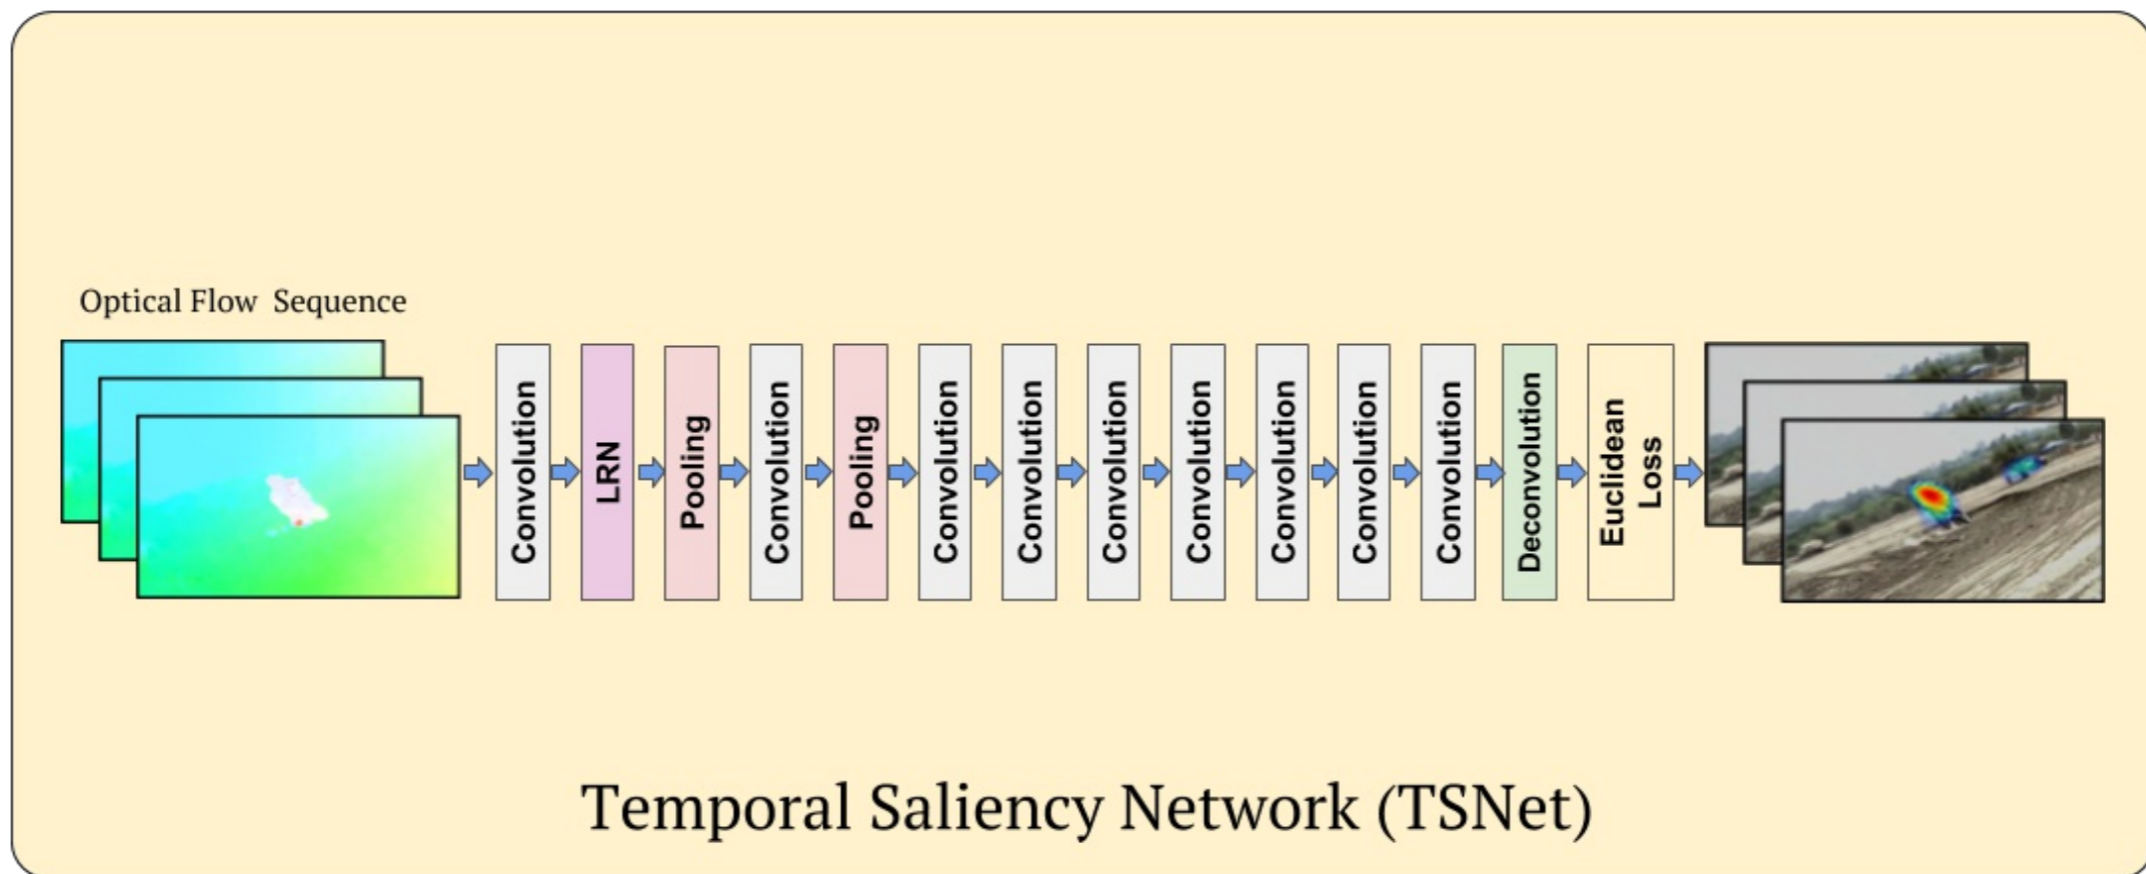 Optical Flow Sequence
Convolution
LRN
Pooling
Convolution
Pooling
Convolution
Convolution
Convolution
Convolution
Convolution
Convolution
Convolution
Deconvolution
Euclidean
Loss
Temporal Saliency Network (TSNet)